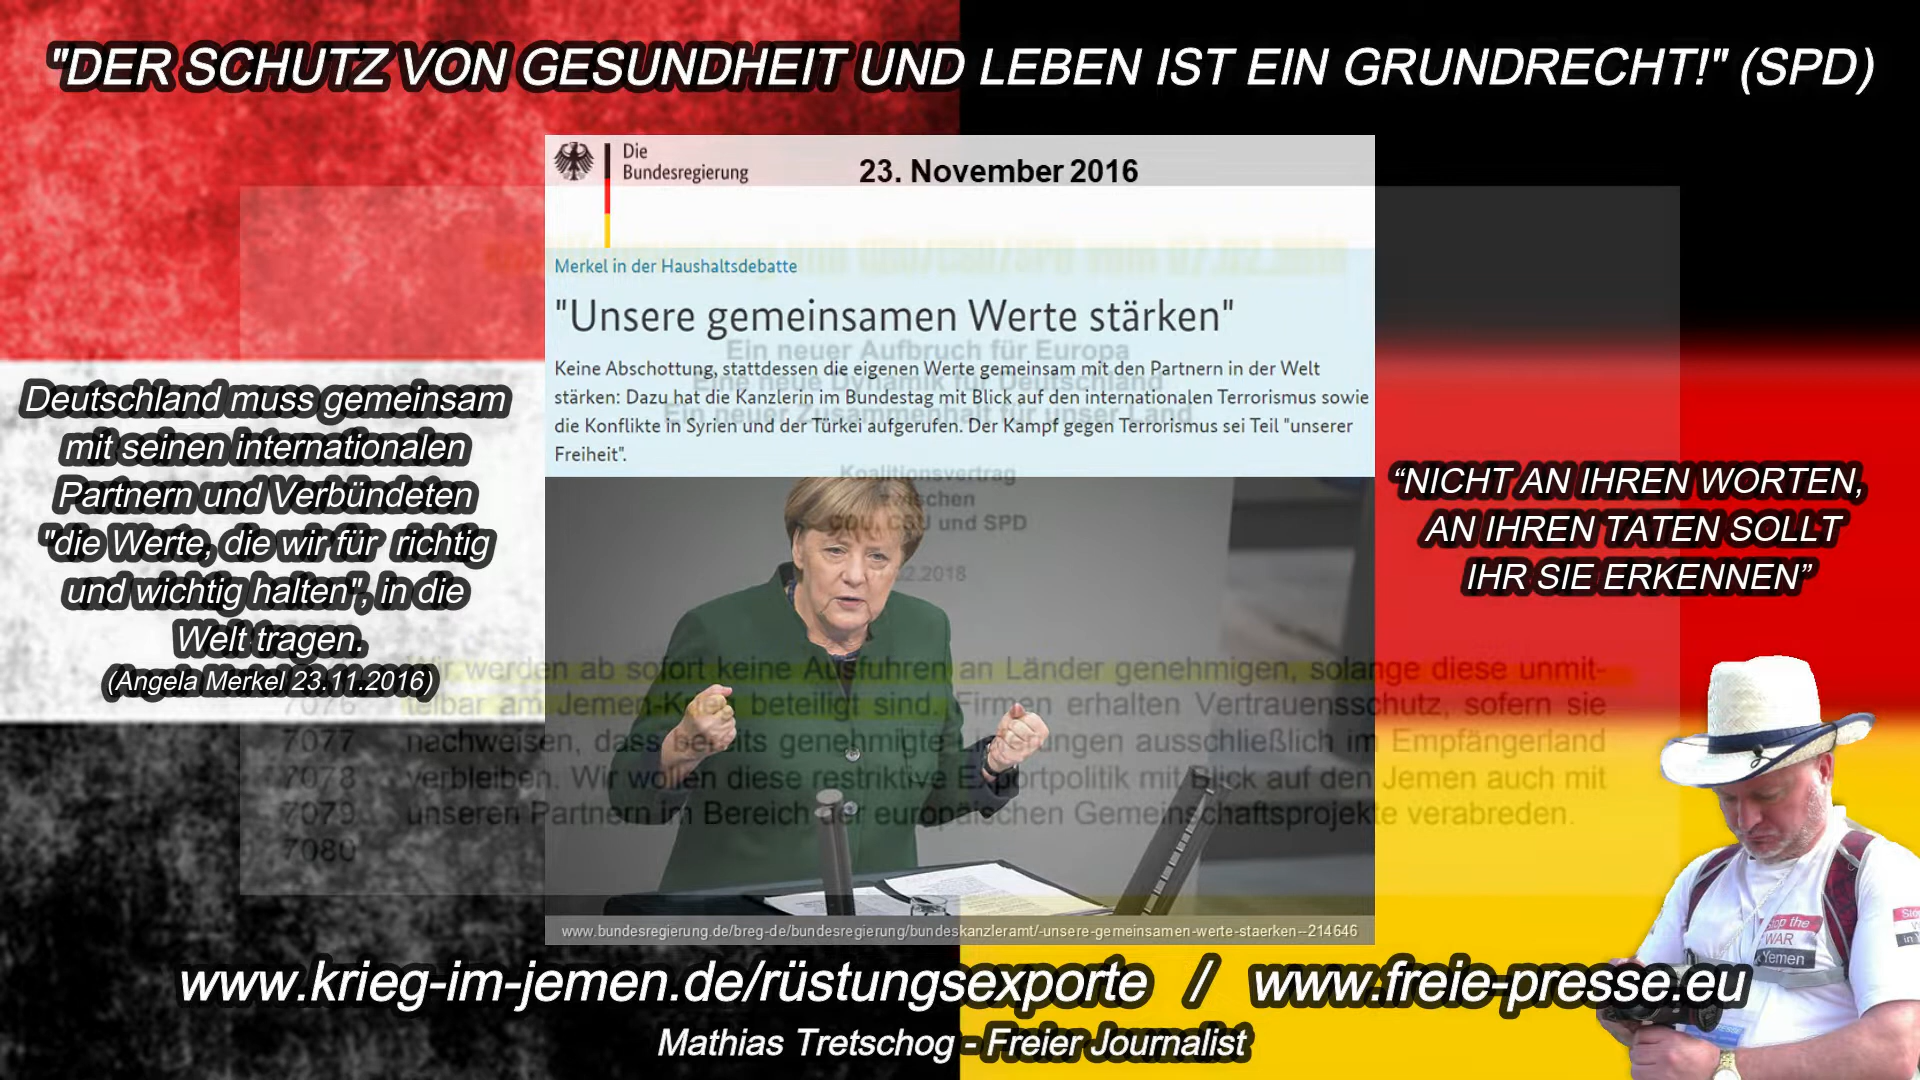 "DER SCHUTZ VON GESUNDHEIT UND LEBEN IST EIN GRUNDRECHT!" (SPD)
Die
Bundesregierung
23. November 2016
Merkel in der Haushaltsdebatte
"Unsere gemeinsamen Werte stärken"
Keine Abschottung, stattdessen die eigenen Werte gemeinsam mit den Partnern in der Welt
stärken: Dazu hat die Kanzlerin im Bundestag mit Blick auf den internationalen Terrorismus sowie
die Konflikte in Syrien und der Türkei aufgerufen. Der Kampf gegen Terrorismus sei Teil "unserer
Freiheit".
Ein neuer Aufbruch für Europa
Eine neue Dynamik für Deutschland
Ein neuer Zusammenhalt für unser Land
Koalitionsvertrag
zwischen
CDU, CSU und SPD
02.2018
Deutschland muss gemeinsam
mit seinen internationalen
Partnern und Verbündeten
"die Werte, die wir für richtig
und wichtig halten", in die
Welt tragen.
(Angela Merkel 23.11.2016)
“NICHT AN IHREN WORTEN,
AN IHREN TATEN SOLLT
IHR SIE ERKENNEN”
Wir werden ab sofort keine Ausfuhren an Länder genehmigen, solange diese unmit-
7076 telbar am Jemen-Krieg beteiligt sind. Firmen erhalten Vertrauensschutz, sofern sie
7077 nachweisen, dass bereits genehmigte Lieferungen ausschließlich im Empfängerland
7078 verbleiben. Wir wollen diese restriktive Exportpolitik mit Blick auf den Jemen auch mit
7079 unseren Partnern im Bereich der europäischen Gemeinschaftsprojekte verabreden.
7080
www.bundesregierung.de/breg-de/bundesregierung/bundeskanzleramt/-unsere-gemeinsamen-werte-staerken--214646
Stop the
WAR
Yemen
www.krieg-im-jemen.de/rüstungsexporte / www.freie-presse.eu
Mathias Tretschog - Freier Journalist